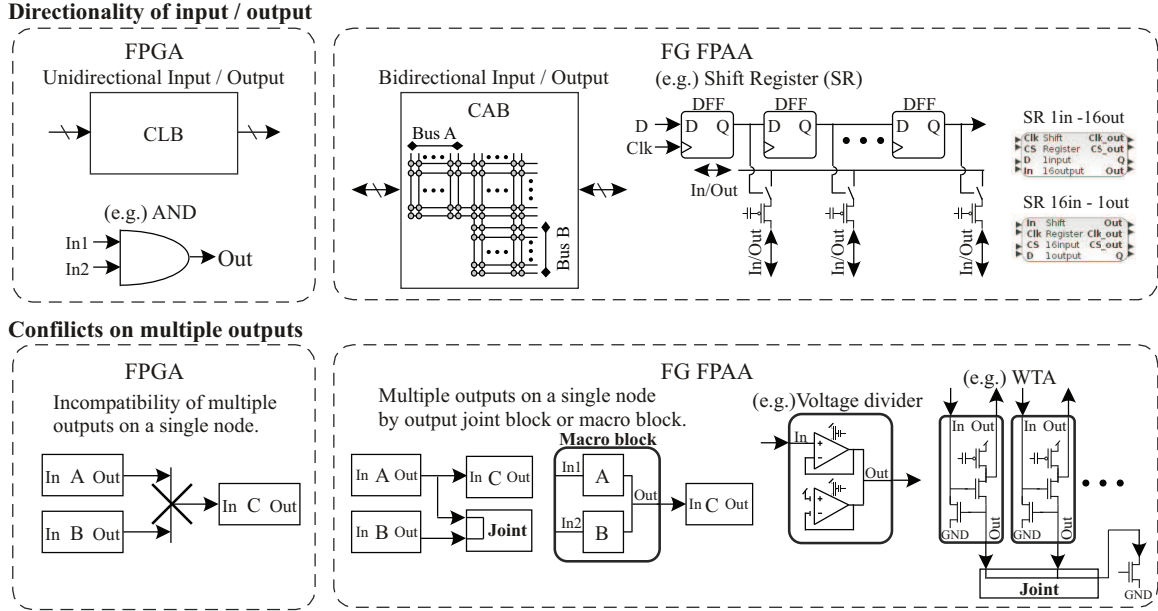 Directionality of input / output
FPGA
Unidirectional Input / Output
CLB
(e.g.) AND
In1
In2
Out
FG FPAA
Bidirectional Input / Output
CAB
Bus A
Bus B
(e.g.) Shift Register (SR)
DFF
DFF
DFF
D
D Q
D Q
D Q
Clk
In/Out
In/Out
In/Out
In/Out
SR 1in -16out
Clk Shift Clk_out
CS Register CS_out
D 1input Q
In 16output Out
SR 16in - 1out
In Shift Out
Clk Register Clk_out
CS 16input CS_out
D 1output Q
Confilicts on multiple outputs
FPGA
Incompatibility of multiple
outputs on a single node.
In A Out
In B Out
In C Out
FG FPAA
Multiple outputs on a single node
by output joint block or macro block.
In A Out
In C Out
In B Out
Joint
Macro block
In1
A
Out
In2
B
In C Out
(e.g.)Voltage divider
In
Out
(e.g.) WTA
In Out
In Out
GND
Out
GND
Out
Joint
GND